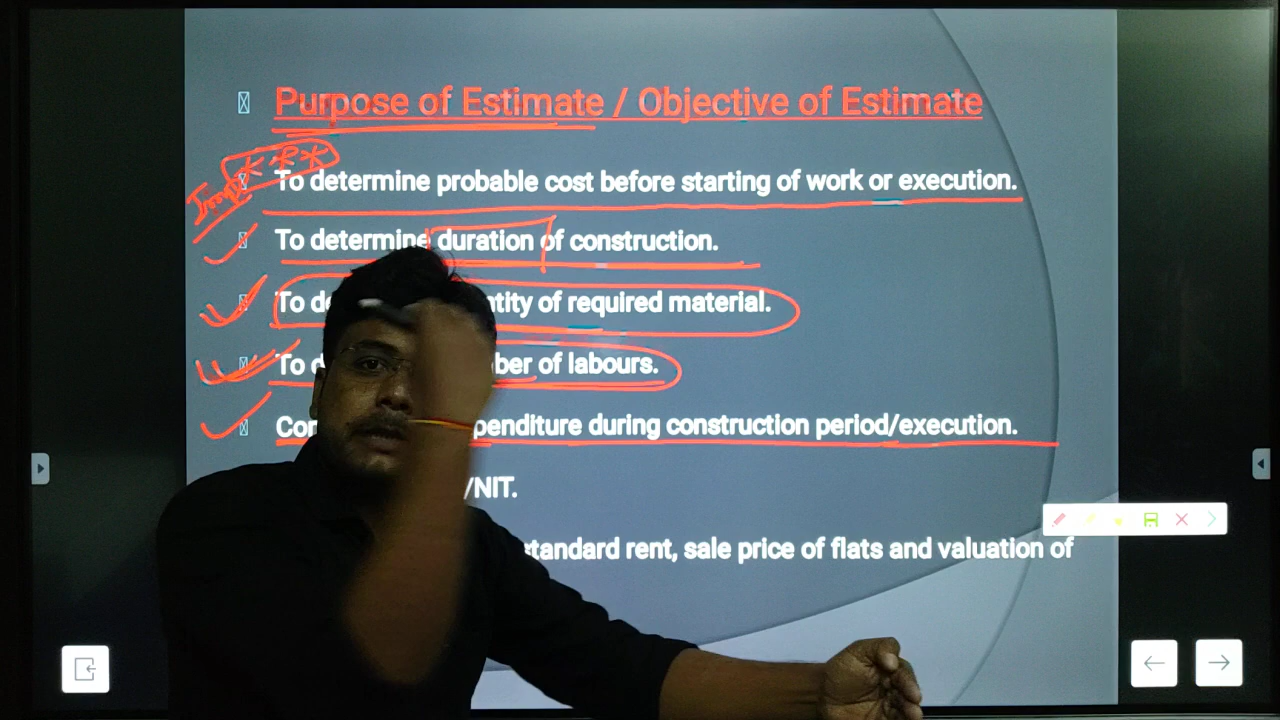 Purpose of Estimate / Objective of Estimate
***
To determine probable cost before starting of work or execution.
To determine duration of construction.
To de ntity of required material.
To d ber of labours.
Con penditure during construction period/execution.
/NIT.
standard rent, sale price of flats and valuation of